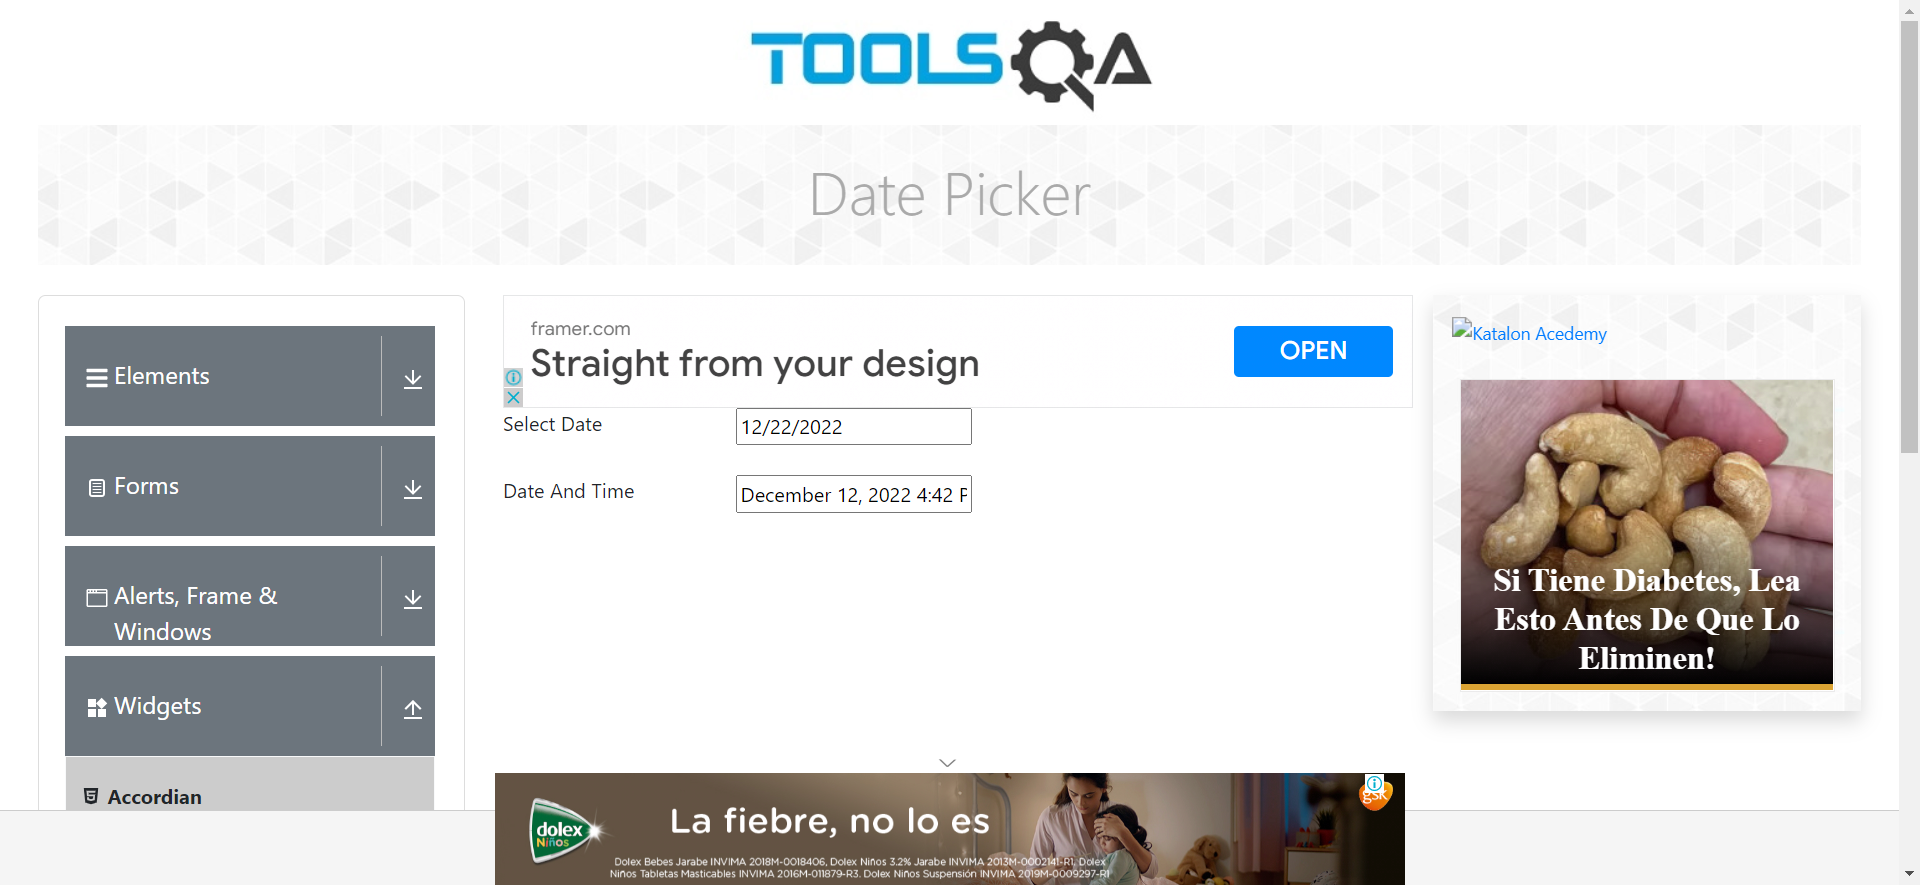 TOOLSQA
Date Picker
Elements
Forms
Alerts, Frame &
Windows
Widgets
Accordian
framer.com
Straight from your design
OPEN
Select Date
12/22/2022
Date And Time
December 12, 2022 4:42 P
Katalon Acedemy
Si Tiene Diabetes, Lea
Esto Antes De Que Lo
Eliminen!
dolex
Niños
La fiebre, no lo es
Dolex Bebes Jarabe INVIMA 2018M-0018406, Dolex Niños 3.2% Jarabe INVIMA 2013M-0002141-R1. Dolex
Niños Tabletas Masticables INVIMA 2016M-011879-R3. Dolex Niños Suspensión INVIMA 2019M-0009297-R1
gsk